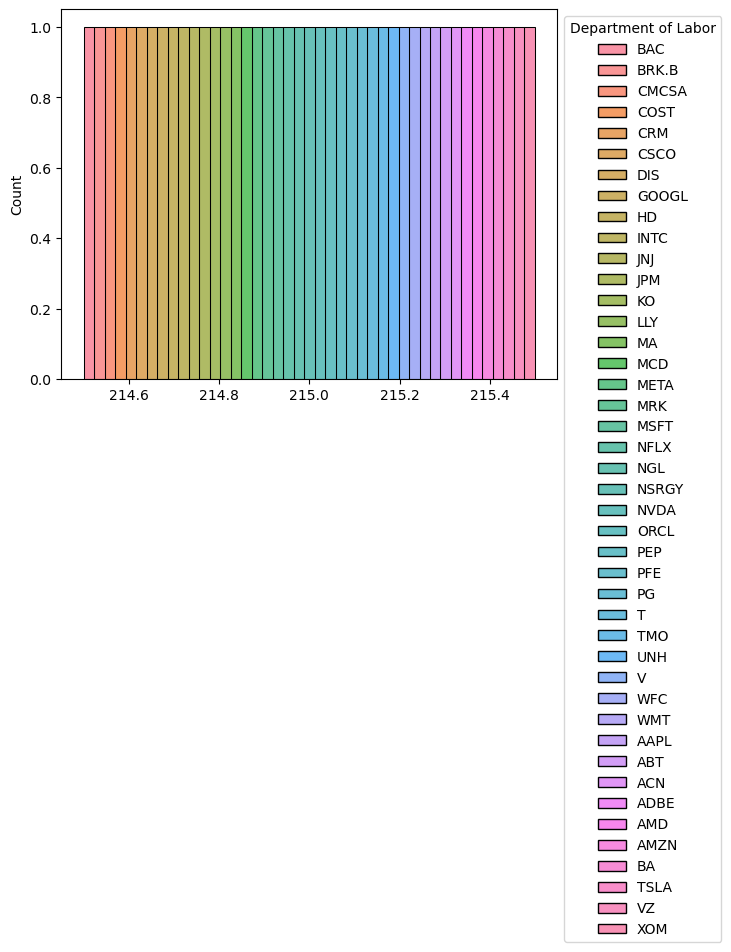 Count
1.0
0.8
0.6
0.4
0.2
0.0
214.6 214.8 215.0 215.2 215.4
Department of Labor
BAC
BRK.B
CMCSA
COST
CRM
CSCO
DIS
GOOGL
HD
INTC
JNJ
JPM
KO
LLY
MA
MCD
META
MRK
MSFT
NFLX
NGL
NSRGY
NVDA
ORCL
PEP
PFE
PG
T
TMO
UNH
V
WFC
WMT
AAPL
ABT
ACN
ADBE
AMD
AMZN
BA
TSLA
VZ
XOM